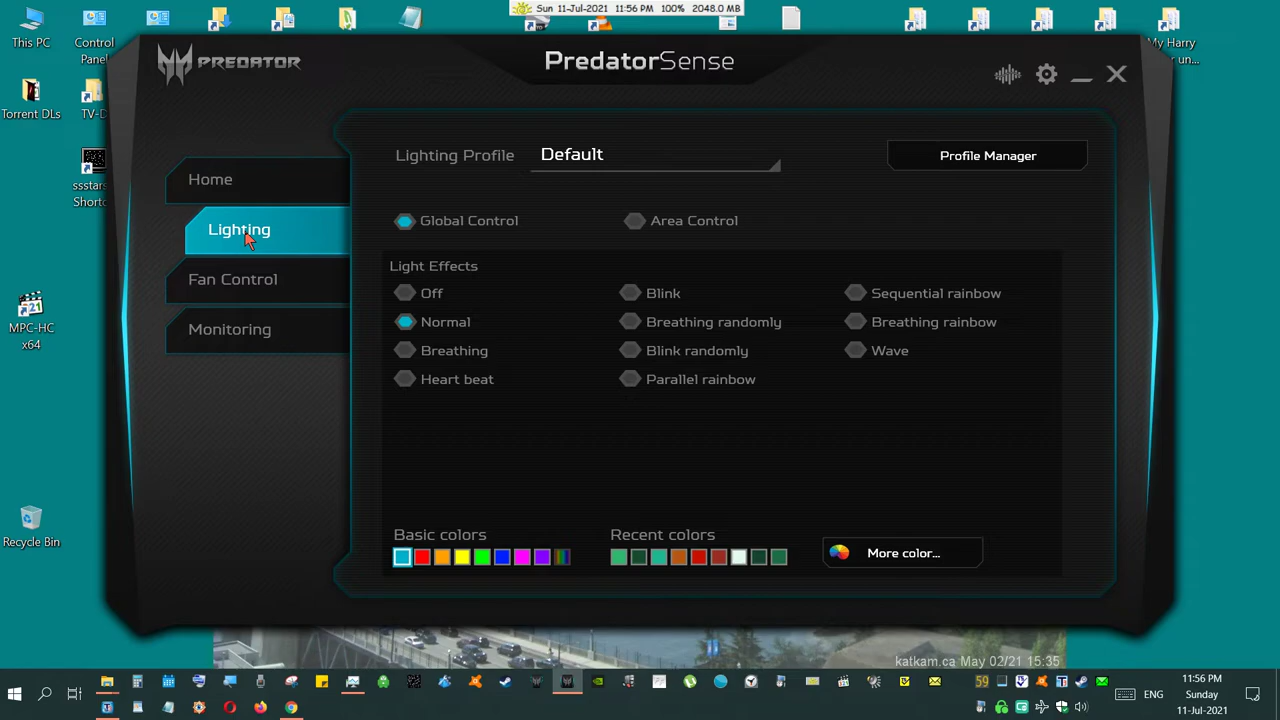 Sun 11-Jul-2021 11:56 PM 100% 2048.0 MB
This PC
Control
Panel
My Harry
un...
Torrent DLs
TV-D
ssstars
Shortc
MPC-HC
x64
Recycle Bin
PREDATOR
PredatorSense
Home
Lighting
Fan Control
Monitoring
Lighting Profile Default Profile Manager
Global Control Area Control
Light Effects
Off Blink Sequential rainbow
Normal Breathing randomly Breathing rainbow
Breathing Blink randomly Wave
Heart beat Parallel rainbow
Basic colors Recent colors More color...
katkam.ca May 02/21 15:35
59
ENG
11:56 PM
Sunday
11-Jul-2021